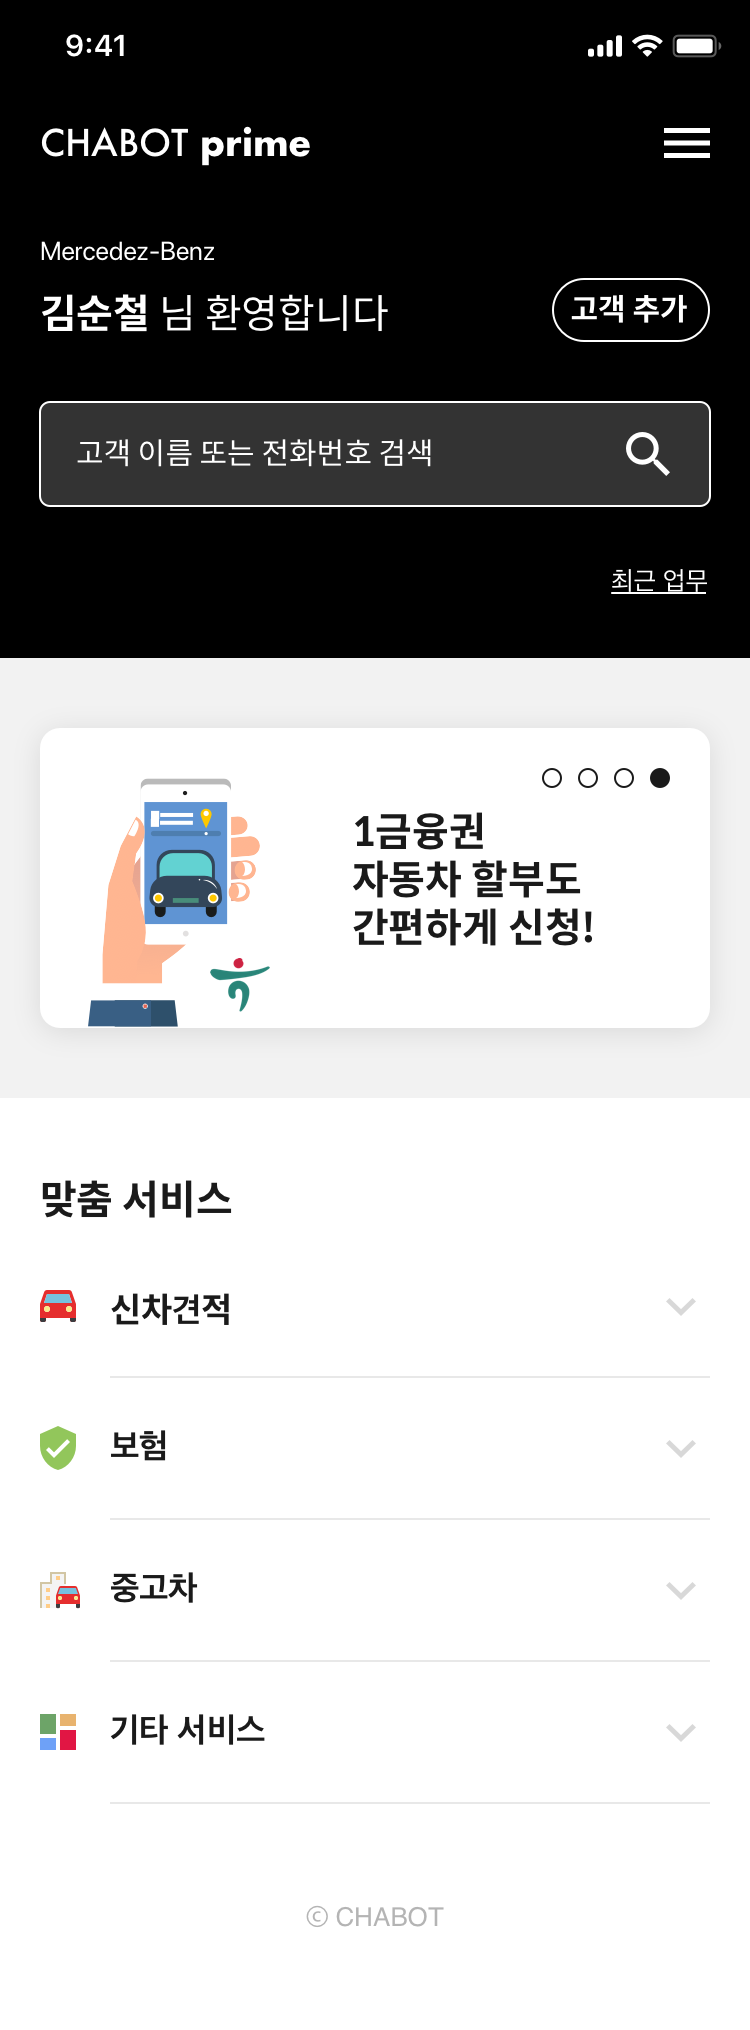 9:41
CHABOT prime
Mercedez-Benz
김순철 님 환영합니다
고객 추가
고객 이름 또는 전화번호 검색
최근 업무
1금융권
자동차 할부도
간편하게 신청!
맞춤 서비스
신차견적
보험
중고차
기타 서비스
ⓒ CHABOT